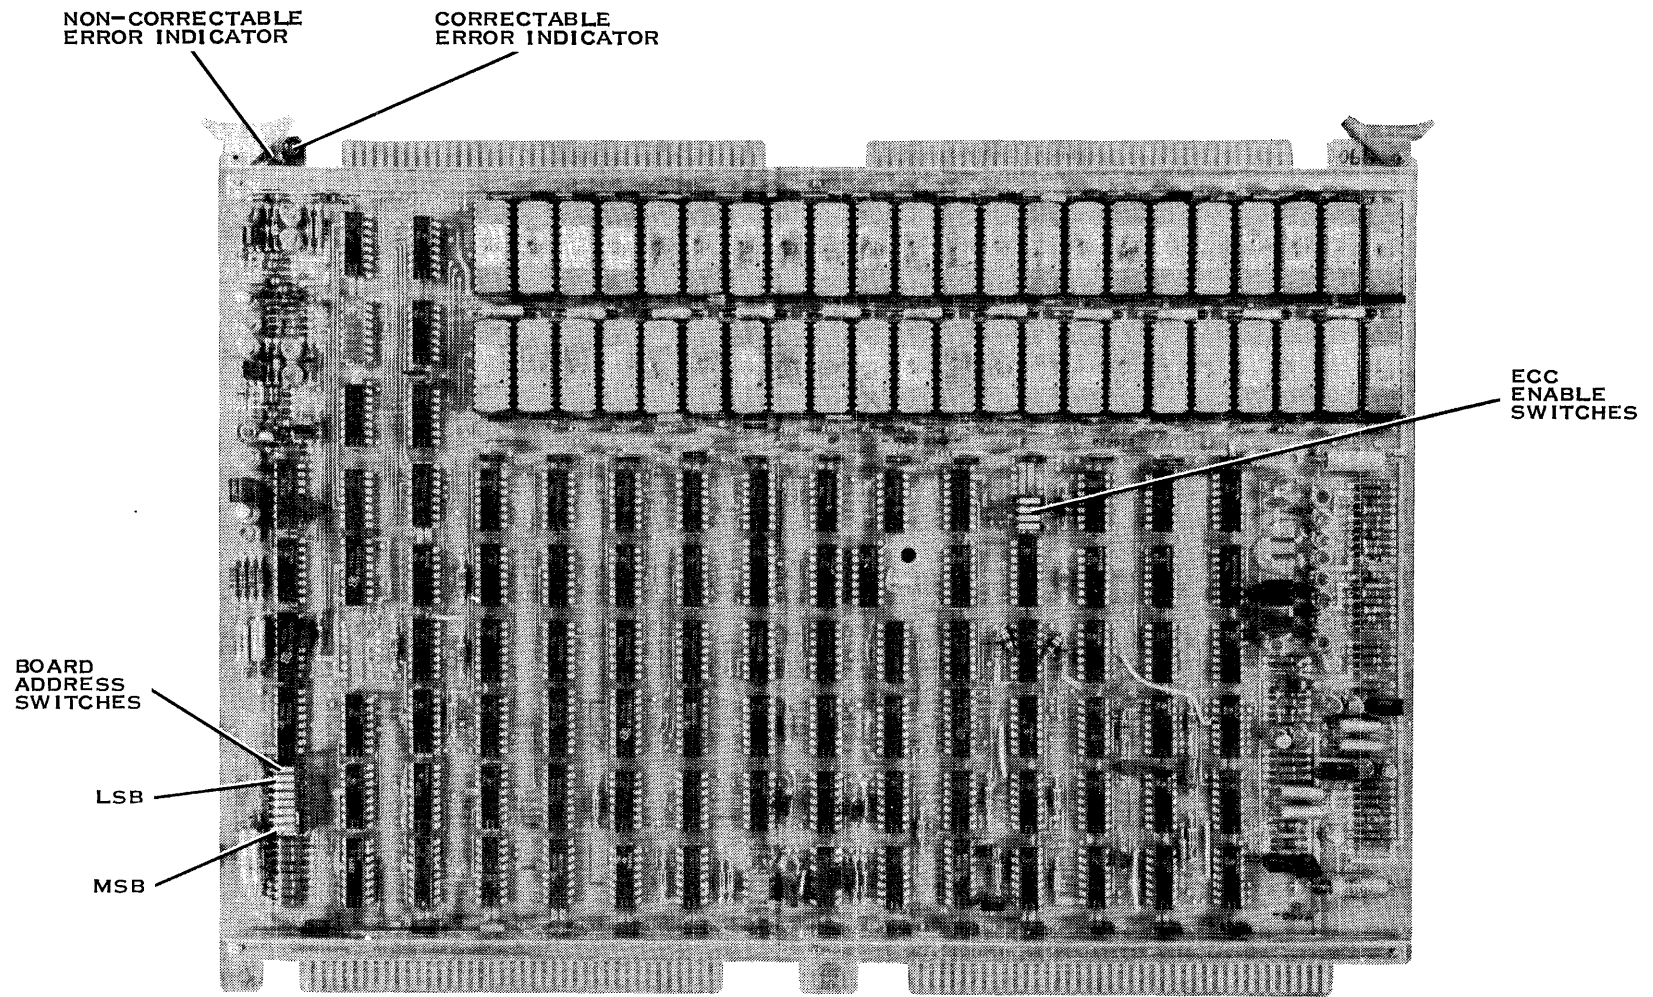 NON-CORRECTABLE
ERROR INDICATOR
CORRECTABLE
ERROR INDICATOR
ECC
ENABLE
SWITCHES
BOARD
ADDRESS
SWITCHES
LSB
MSB